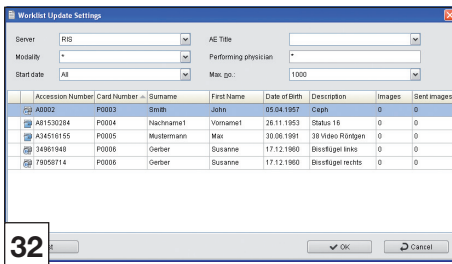 Worklist Update Settings
Server RIS AE Title
Modality * Performing physician *
Start date All Max. no.: 1000
Accession Number Card Number Surname First Name Date of Birth Description Images Sent images
A0002 P0003 Smith John 05.04.1957 Ceph 0 0
A81530284 P0004 Nachname1 Vorname1 26.11.1953 Status 16 0 0
A34516155 P0005 Mustermann Max 30.06.1991 38 Video Röntgen 0 0
34961948 P0006 Gerber Susanne 17.12.1960 Bissflügel links 0 0
79058714 P0006 Gerber Susanne 17.12.1960 Bissflügel rechts 0 0
32 OK Cancel